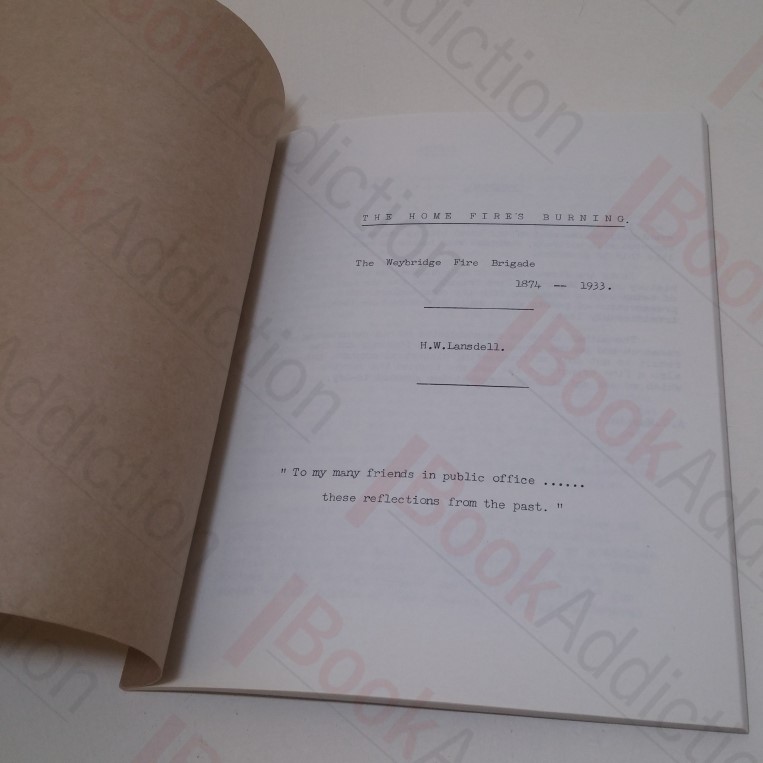 THE HOME FIRE'S BURNING.
The Weybridge Fire Brigade
1874 -- 1933.
H.W.Lansdell.
" To my many friends in public office ......
these reflections from the past. "
BookAddiction